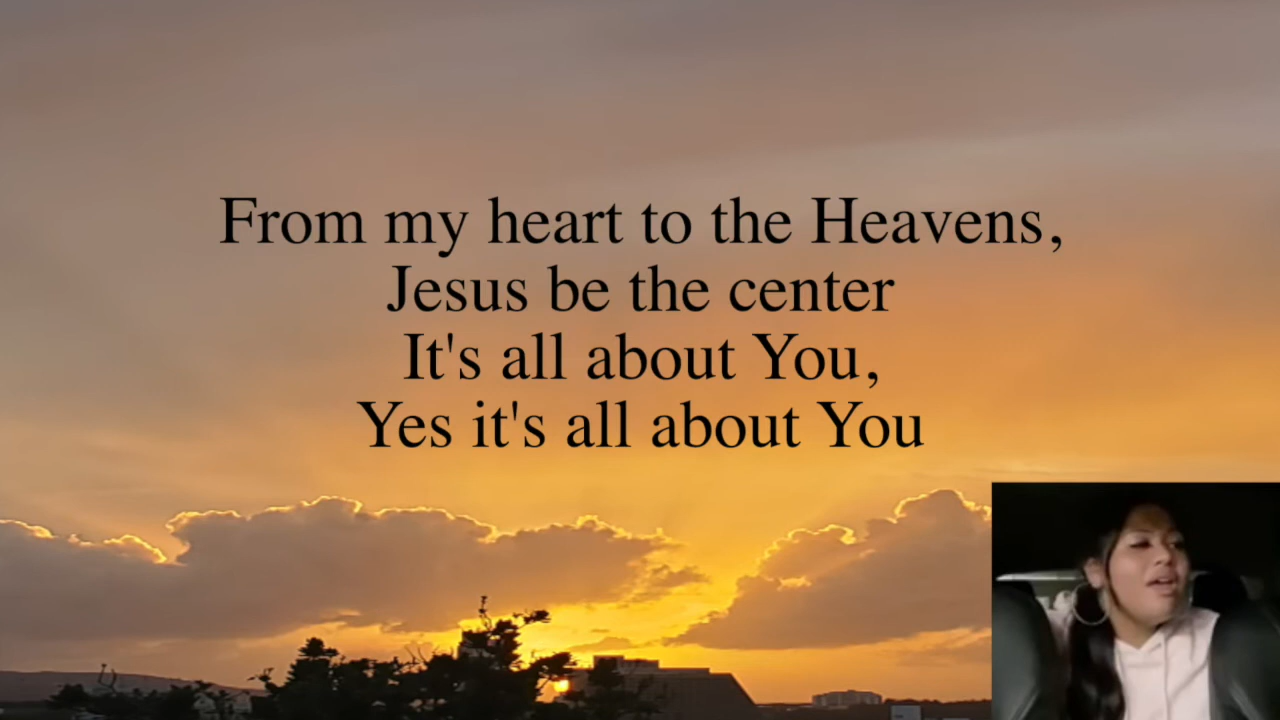 From my heart to the Heavens,
Jesus be the center
It's all about You,
Yes it's all about You